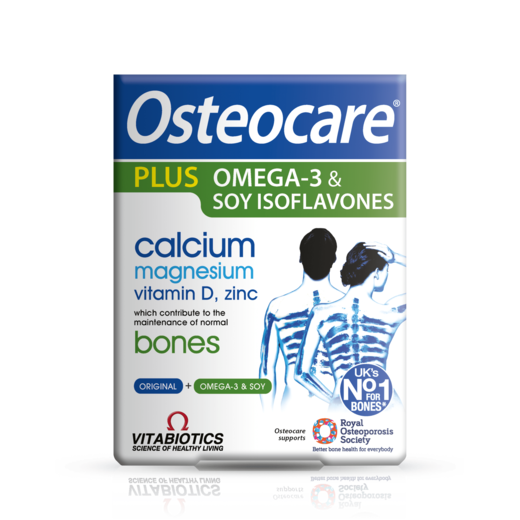 Osteocare®
PLUS OMEGA-3 &
SOY ISOFLAVONES
calcium
magnesium
vitamin D, zinc
which contribute to the
maintenance of normal
bones
ORIGINAL + OMEGA-3 & SOY
UK's
No1
FOR
BONES
VITABIOTICS
SCIENCE OF HEALTHY LIVING
Osteocare
supports
Royal
Osteoporosis
Society
Better bone health for everybody